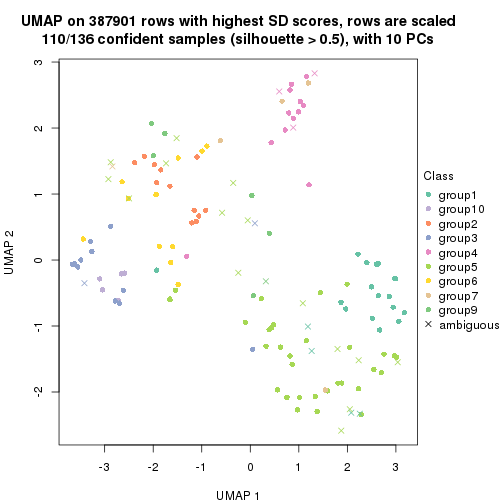 UMAP on 387901 rows with highest SD scores, rows are scaled
110/136 confident samples (silhouette > 0.5), with 10 PCs
3
2
1
0
-1
-2
UMAP 2
-3
-2
-1
0
1
2
3
UMAP 1
Class
group1
group10
group2
group3
group4
group5
group6
group7
group9
ambiguous